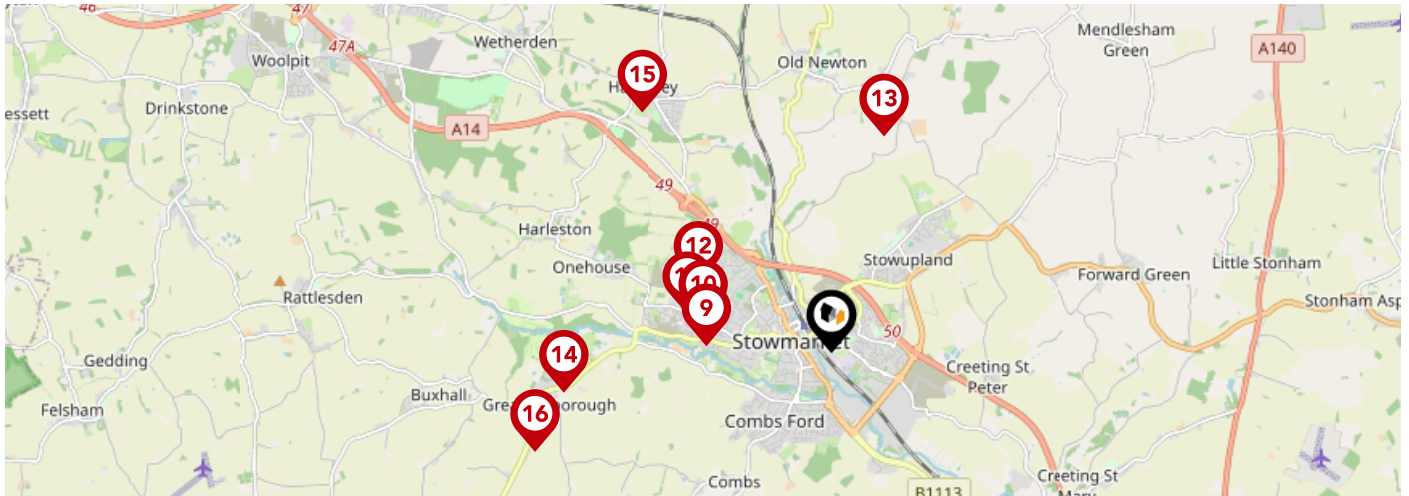 46
47
47A
Woolpit
Wetherden
Mendlesham
Green
A140
Old Newton
15
13
essett
Drinkstone
A14
49
49
Harleston
12
Onehouse
10
9
Stowupland
Forward Green
Little Stonham
Rattlesden
Stonham Asp
50
Stowmarket
14
Gedding
Creeting St
Peter
Buxhall
Felsham
16
Combs Ford
Combs
Creeting St
Mary
B1113